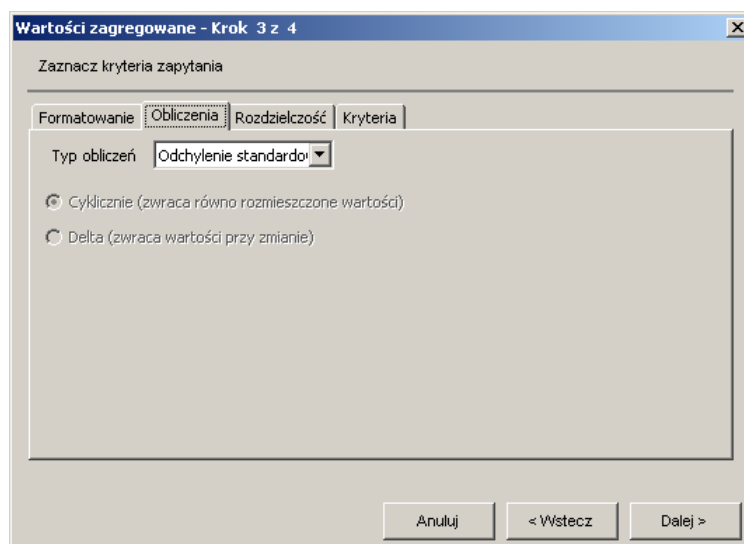 Wartości zagregowane - Krok 3 z 4
Zaznacz kryteria zapytania
Formatowanie Obliczenia Rozdzielczość Kryteria
Typ obliczeń Odchylenie standardo
Cyklicznie (zwraca równo rozmieszczone wartości)
Delta (zwraca wartości przy zmianie)
Anuluj < Wstecz Dalej >